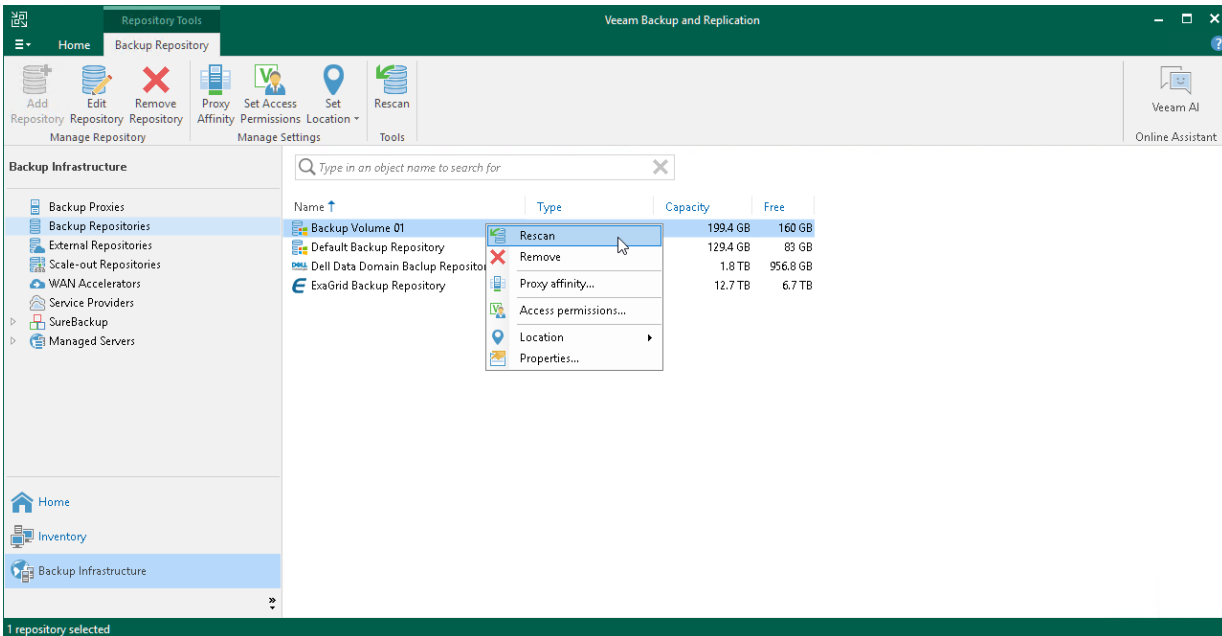 Repository Tools
Veeam Backup and Replication
Home
Backup Repository
Add Repository
Edit Repository
Remove Repository
Proxy Affinity
Set Access Permissions
Set Location
Rescan
Veeam AI
Manage Repository
Manage Settings
Tools
Online Assistant
Backup Infrastructure
Type in an object name to search for
Backup Proxies
Backup Repositories
External Repositories
Scale-out Repositories
WAN Accelerators
Service Providers
SureBackup
Managed Servers
Name Type Capacity Free
Backup Volume 01 199.4 GB 160 GB
Default Backup Repository 129.4 GB 83 GB
DELL Dell Data Domain Baclup Reposito 1.8 TB 956.8 GB
ExaGrid Backup Repository 12.7 TB 6.7 TB
Rescan
Remove
Proxy affinity...
Access permissions...
Location
Properties...
Home
Inventory
Backup Infrastructure
1 repository selected